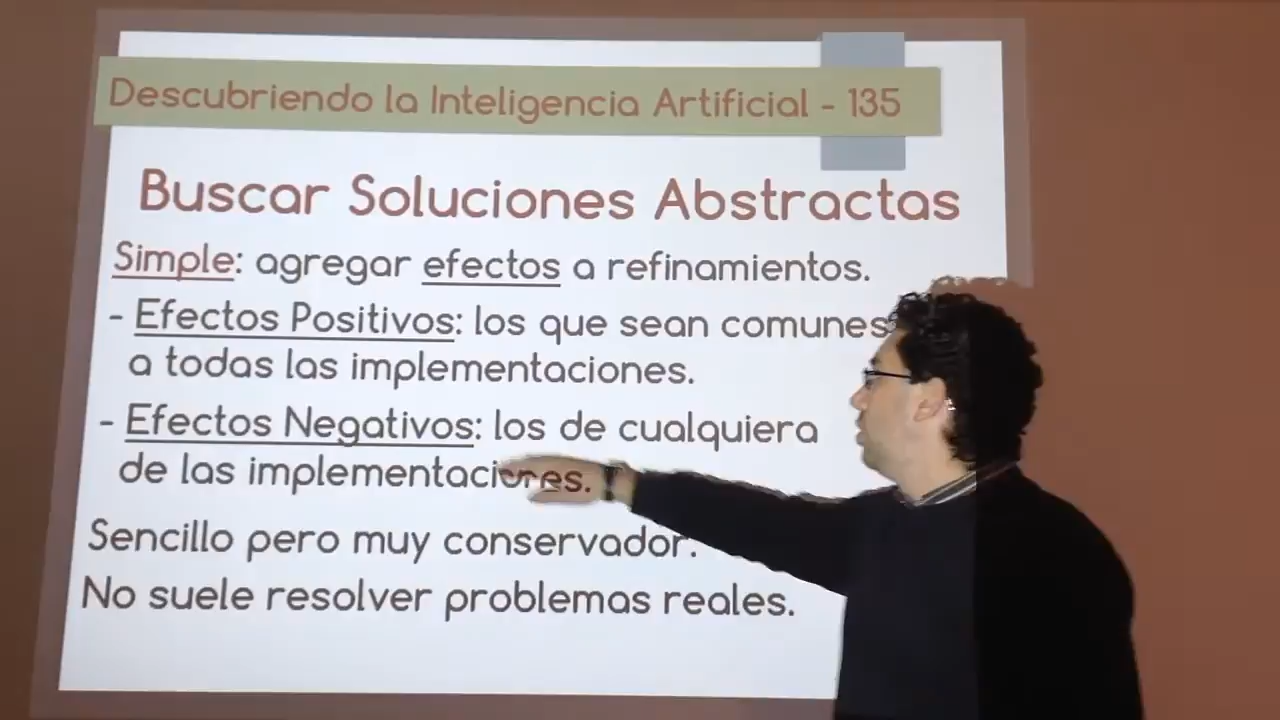 Descubriendo la Inteligencia Artificial - 135
Buscar Soluciones Abstractas
Simple: agregar efectos a refinamientos.
- Efectos Positivos: los que sean comunes
a todas las implementaciones.
- Efectos Negativos: los de cualquiera
de las implementaciones.
Sencillo pero muy conservador.
No suele resolver problemas reales.